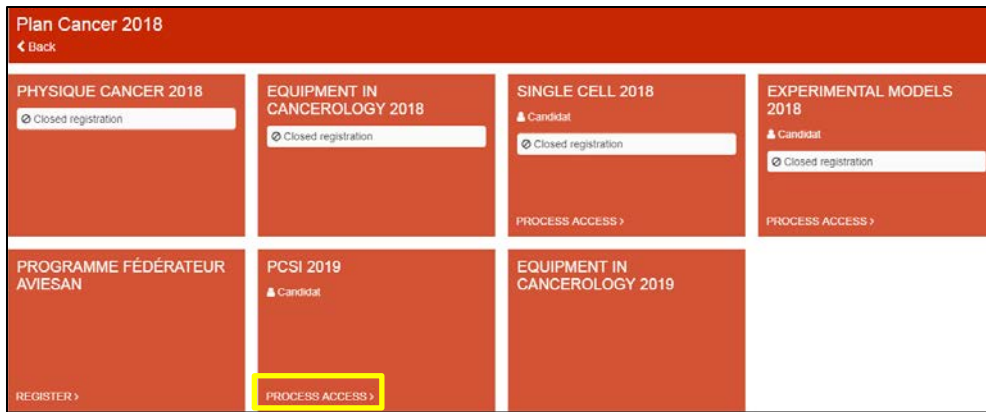 Plan Cancer 2018
Back
PHYSIQUE CANCER 2018
Closed registration
EQUIPMENT IN
CANCEROLOGY 2018
Closed registration
SINGLE CELL 2018
Candidat
Closed registration
PROCESS ACCESS >
EXPERIMENTAL MODELS
2018
Candidat
Closed registration
PROCESS ACCESS >
PROGRAMME FÉDÉRATEUR
AVIESAN
REGISTER >
PCSI 2019
Candidat
PROCESS ACCESS >
EQUIPMENT IN
CANCEROLOGY 2019